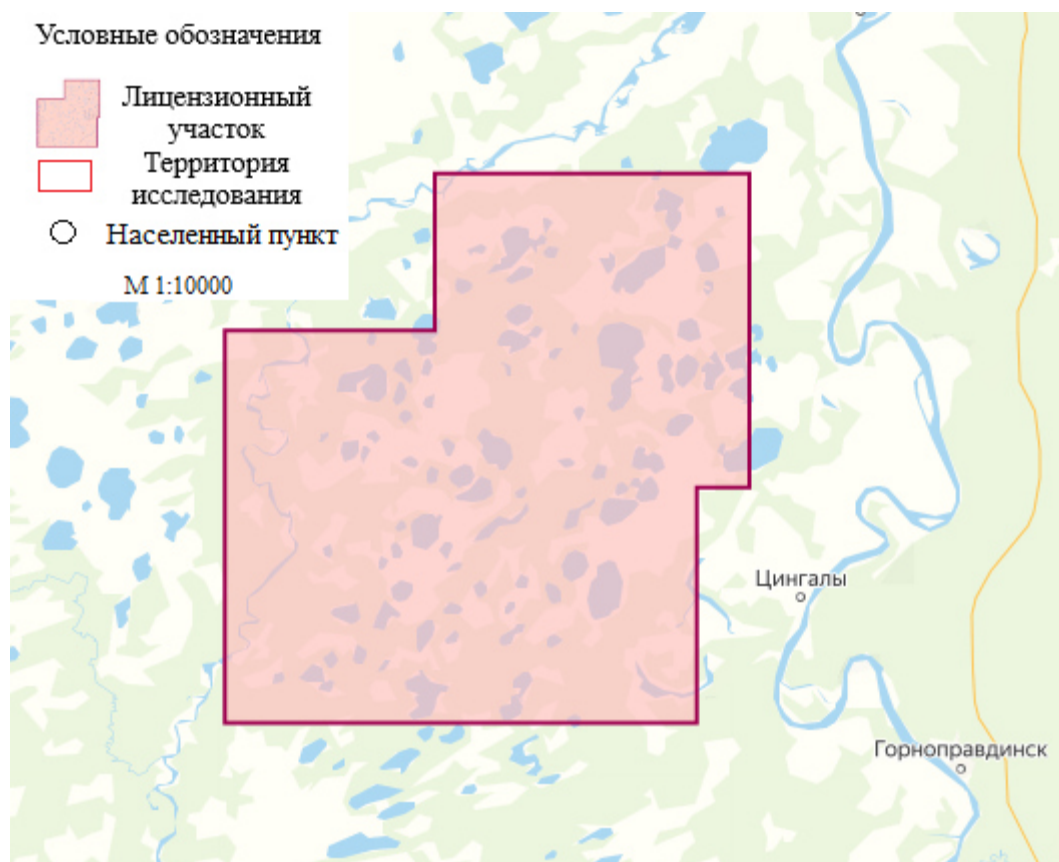 Условные обозначения
Лицензионный
участок
Территория
исследования
Населенный пункт
М 1:10000
Цингалы
Горноправдинск